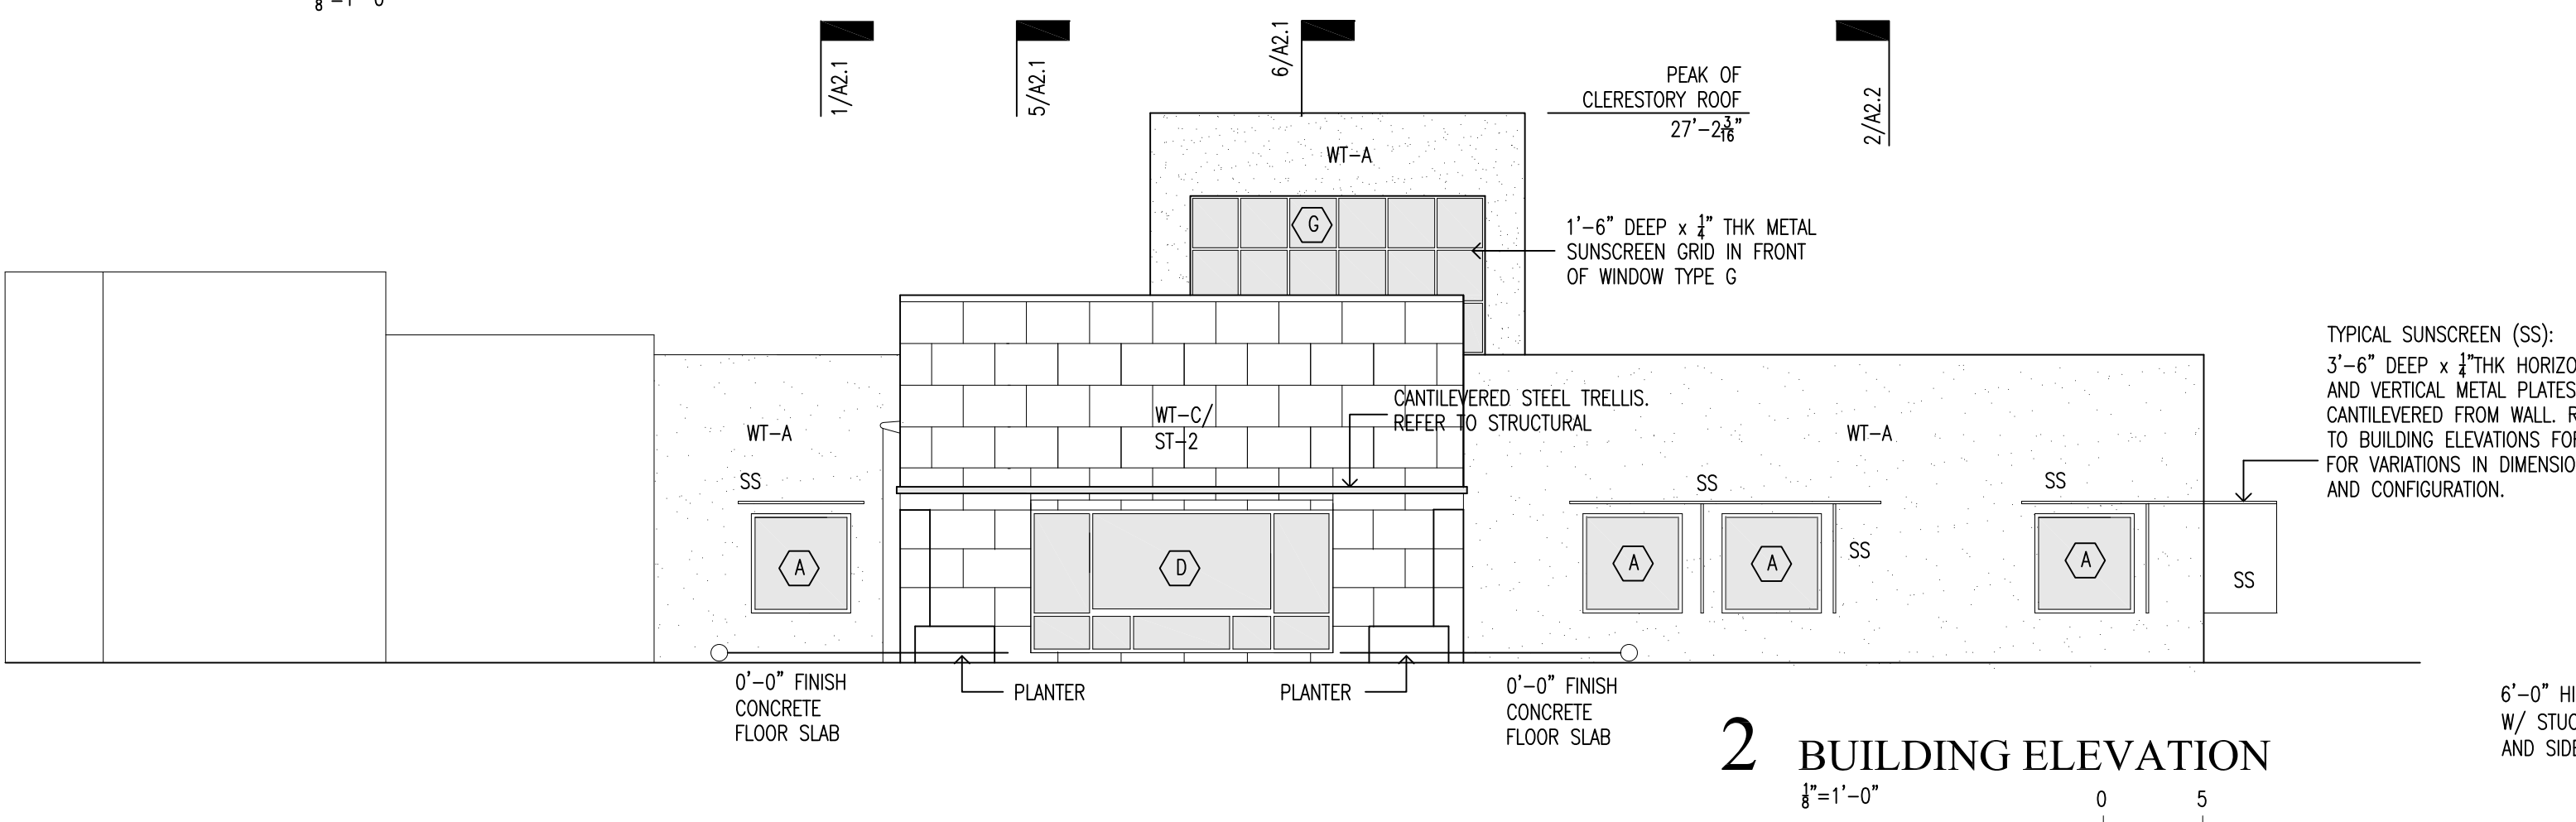 1/A2.1
5/A2.1
6/A2.1
2/A2.2
PEAK OF
CLERESTORY ROOF
27'-2 3/16"
WT-A
G
1'-6" DEEP x 1/4" THK METAL
SUNSCREEN GRID IN FRONT
OF WINDOW TYPE G
TYPICAL SUNSCREEN (SS):
3'-6" DEEP x 1/4"THK HORIZO
AND VERTICAL METAL PLATES
CANTILEVERED FROM WALL. R
TO BUILDING ELEVATIONS FOR
FOR VARIATIONS IN DIMENSIO
AND CONFIGURATION.
CANTILEVERED STEEL TRELLIS.
REFER TO STRUCTURAL
WT-C/
ST-2
WT-A
WT-A
SS
SS
SS
A
D
A
A
SS
A
SS
0'-0" FINISH
CONCRETE
FLOOR SLAB
PLANTER
PLANTER
0'-0" FINISH
CONCRETE
FLOOR SLAB
6'-0" HI
W/ STUC
AND SIDE
2 BUILDING ELEVATION
1/8"=1'-0"
0 5